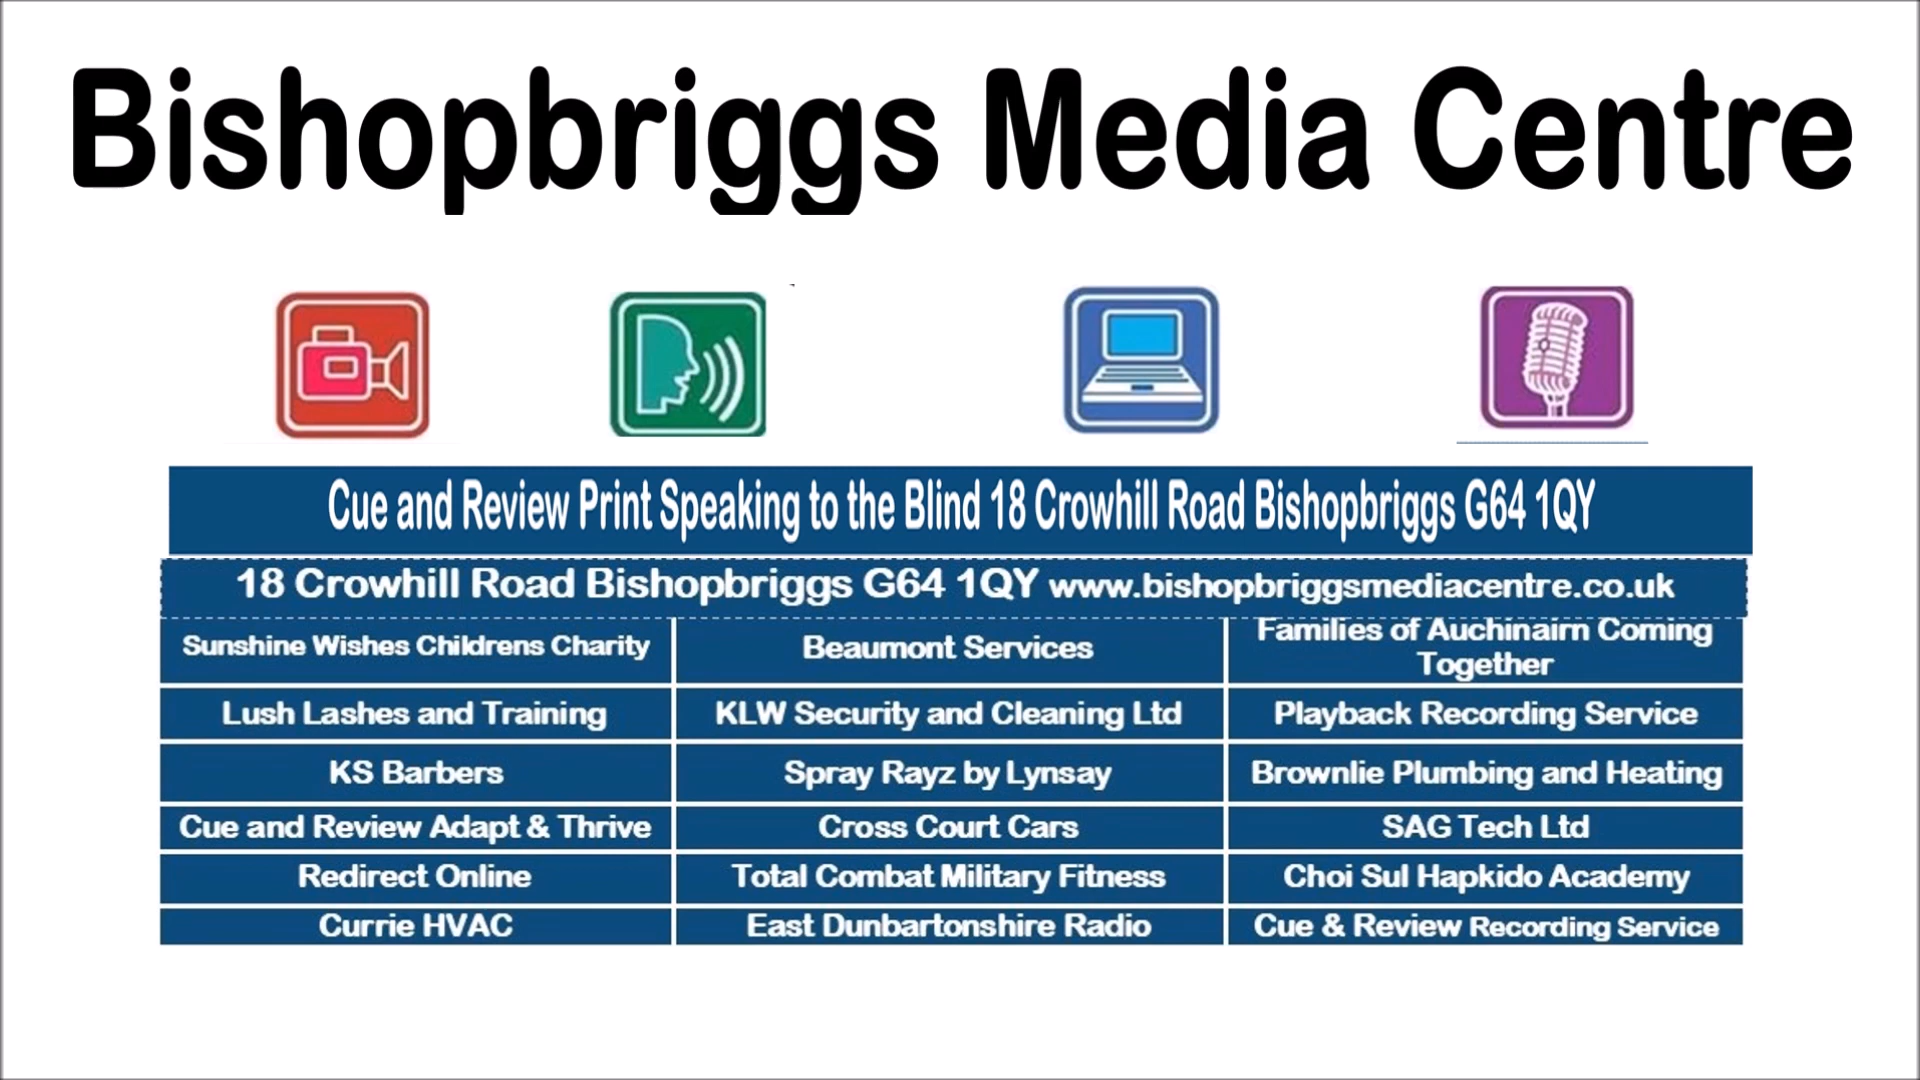 Bishopbriggs Media Centre
Cue and Review Print Speaking to the Blind 18 Crowhill Road Bishopbriggs G64 1QY
18 Crowhill Road Bishopbriggs G64 1QY www.bishopbriggsmediacentre.co.uk
Sunshine Wishes Childrens Charity
Beaumont Services
Families of Auchinairn Coming
Together
Lush Lashes and Training
KLW Security and Cleaning Ltd
Playback Recording Service
KS Barbers
Spray Rayz by Lynsay
Brownlie Plumbing and Heating
Cue and Review Adapt & Thrive
Cross Court Cars
SAG Tech Ltd
Redirect Online
Total Combat Military Fitness
Choi Sul Hapkido Academy
Currie HVAC
East Dunbartonshire Radio
Cue & Review Recording Service